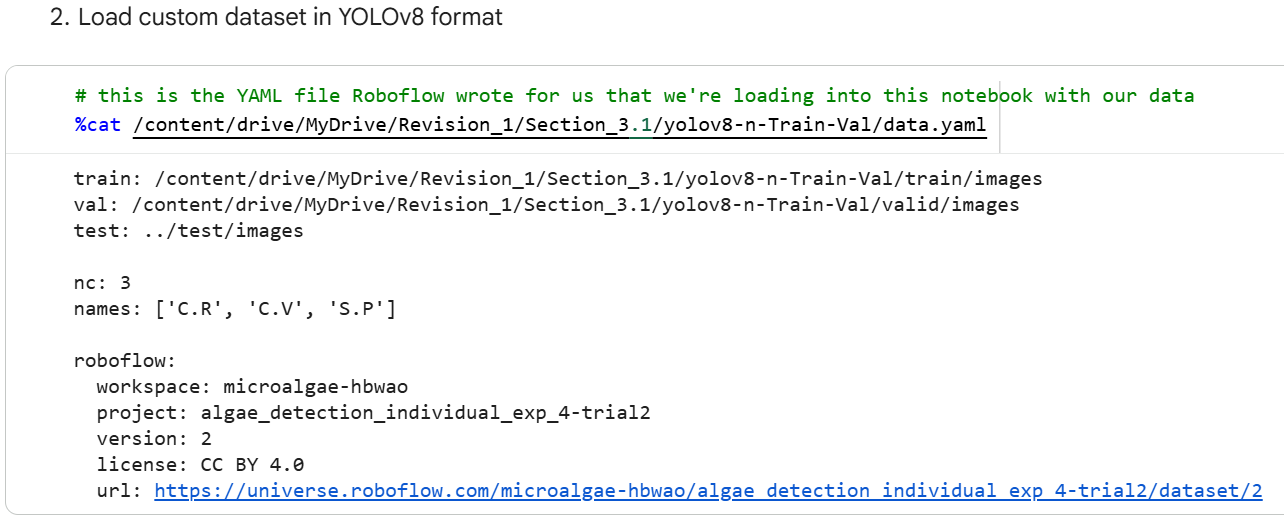 2. Load custom dataset in YOLOv8 format
# this is the YAML file Roboflow wrote for us that we're loading into this notebook with our data
%cat /content/drive/MyDrive/Revision_1/Section_3.1/yolov8-n-Train-Val/data.yaml
train: /content/drive/MyDrive/Revision_1/Section_3.1/yolov8-n-Train-Val/train/images
val: /content/drive/MyDrive/Revision_1/Section_3.1/yolov8-n-Train-Val/valid/images
test: ../test/images
nc: 3
names: ['C.R', 'C.V', 'S.P']
roboflow:
  workspace: microalgae-hbwao
  project: algae_detection_individual_exp_4-trial2
  version: 2
  license: CC BY 4.0
  url: https://universe.roboflow.com/microalgae-hbwao/algae_detection_individual_exp_4-trial2/dataset/2